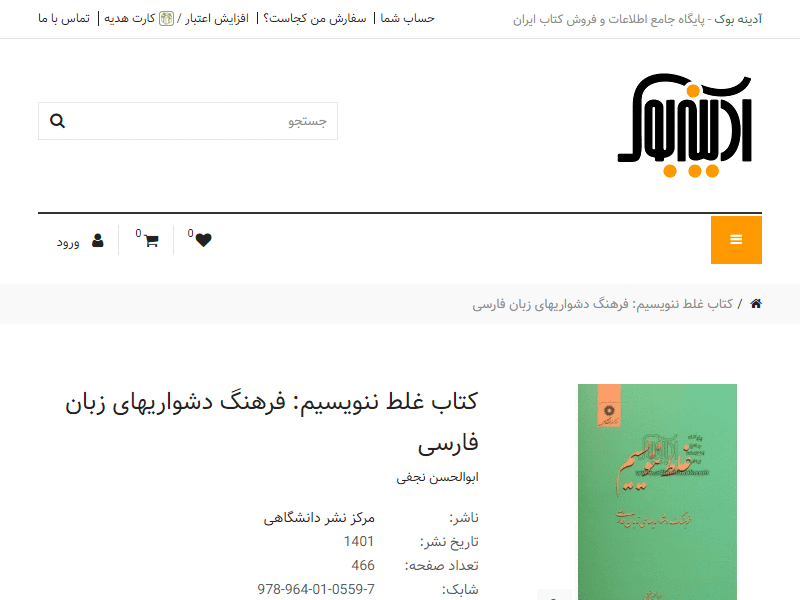 آدینه بوک - پایگاه جامع اطلاعات و فروش کتاب ایران
حساب شما | سفارش من کجاست؟ | افزایش اعتبار / کارت هدیه | تماس با ما
آدینه‌بوک
جستجو
0
0
ورود
/ کتاب غلط ننویسیم: فرهنگ دشواریهای زبان فارسی
غلط ننویسیم
کتاب غلط ننویسیم: فرهنگ دشواریهای زبان
فارسی
ابوالحسن نجفی
ناشر: مرکز نشر دانشگاهی
تاریخ نشر: 1401
تعداد صفحه: 466
شابک: 978-964-01-0559-7